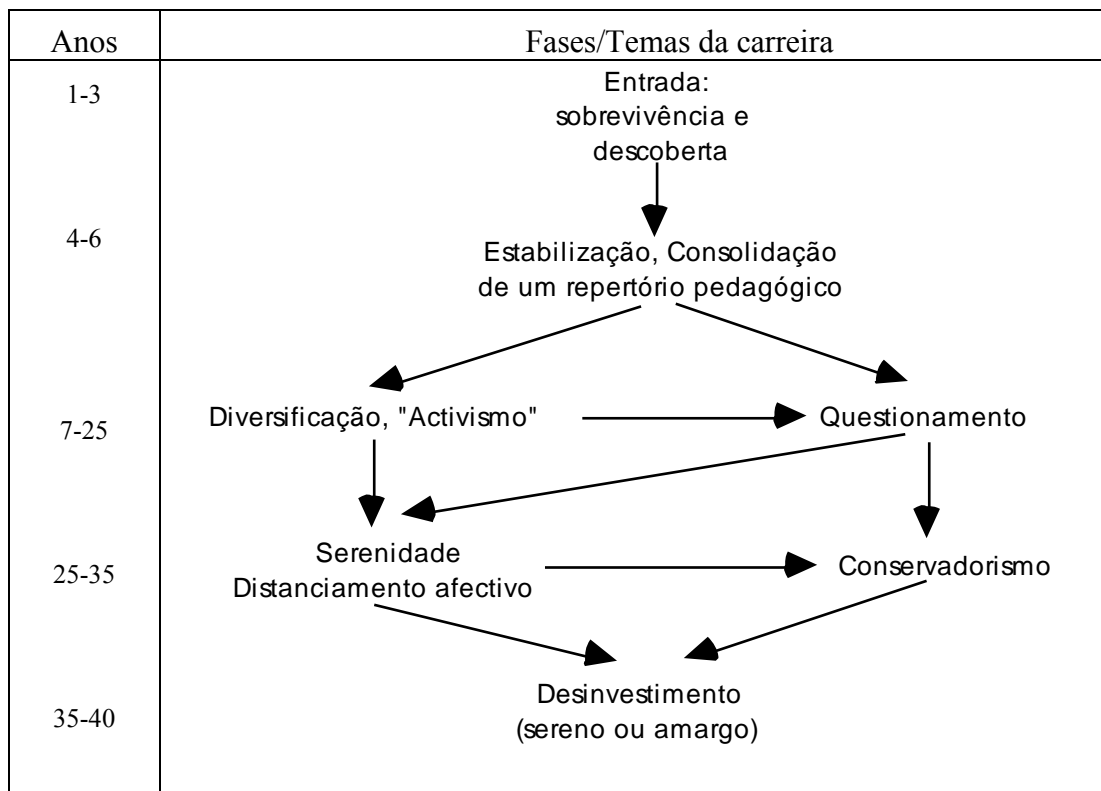 Anos
Fases/Temas da carreira
1-3
Entrada:
sobrevivência e
descoberta
4-6
Estabilização, Consolidação
de um repertório pedagógico
7-25
Diversificação, "Activismo"
Questionamento
25-35
Serenidade
Distanciamento afectivo
Conservadorismo
35-40
Desinvestimento
(sereno ou amargo)